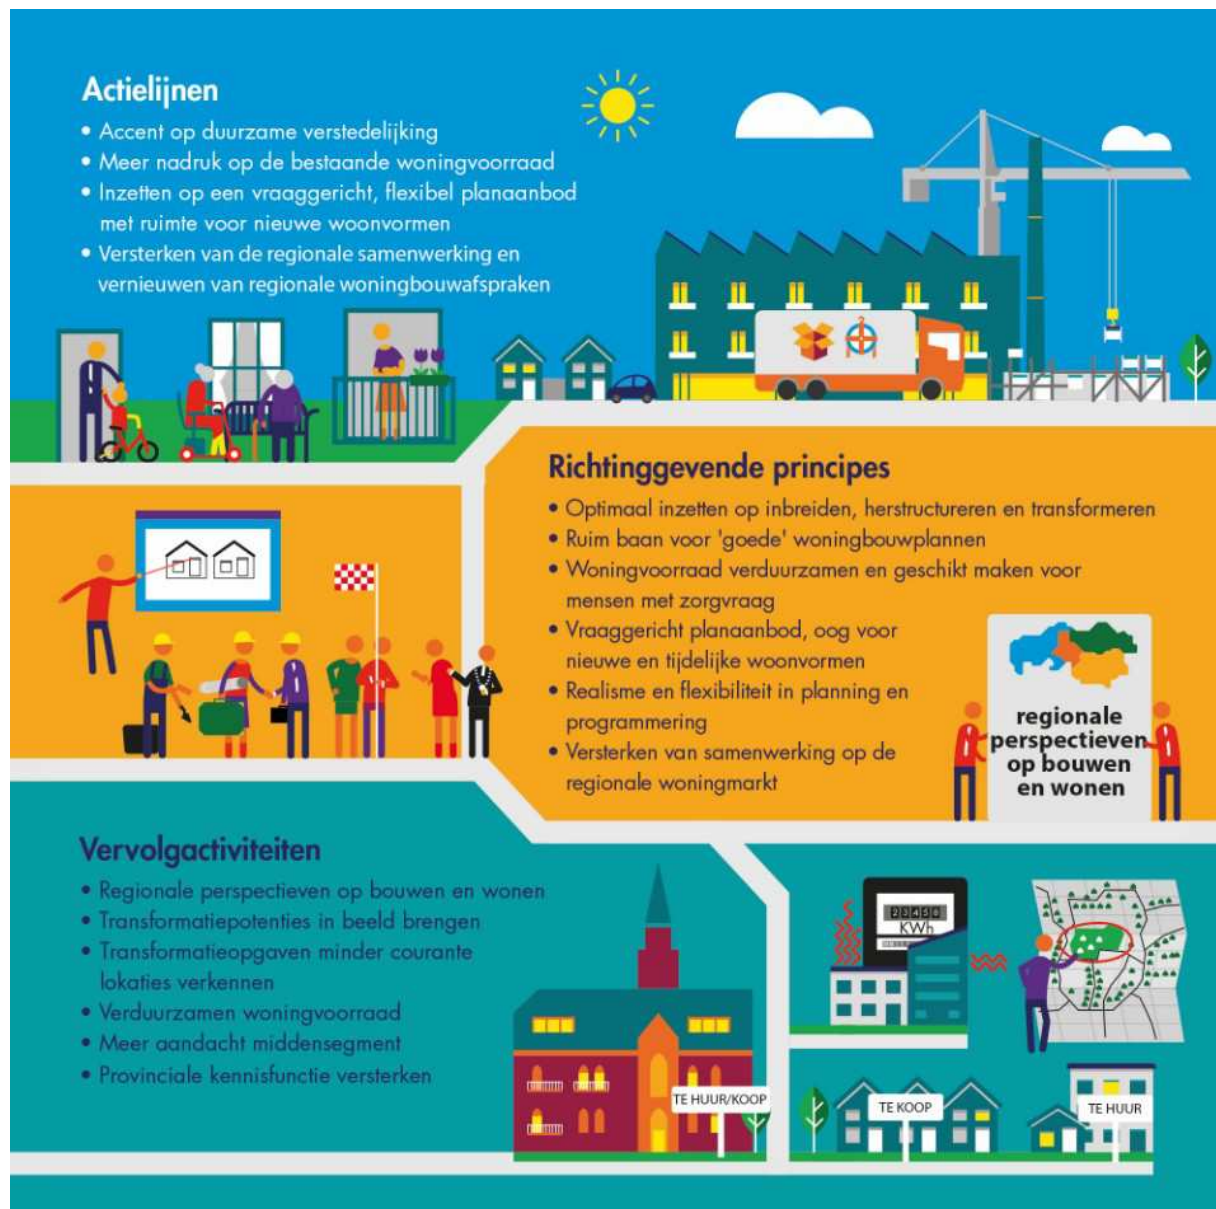 Actielijnen
• Accent op duurzame verstedelijking
• Meer nadruk op de bestaande woningvoorraad
• Inzetten op een vraaggericht, flexibel planaanbod
met ruimte voor nieuwe woonvormen
• Versterken van de regionale samenwerking en
vernieuwen van regionale woningbouwafspraken
Richtinggevende principes
• Optimaal inzetten op inbreiden, herstructureren en transformeren
• Ruim baan voor 'goede' woningbouwplannen
• Woningvoorraad verduurzamen en geschikt maken voor
mensen met zorgvraag
• Vraaggericht planaanbod, oog voor
nieuwe en tijdelijke woonvormen
• Realisme en flexibiliteit in planning en
programmering
• Versterken van samenwerking op de
regionale woningmarkt
regionale
perspectieven
op bouwen
en wonen
Vervolgactiviteiten
• Regionale perspectieven op bouwen en wonen
• Transformatiepotenties in beeld brengen
• Transformatieopgaven minder courante
lokaties verkennen
• Verduurzamen woningvoorraad
• Meer aandacht middensegment
• Provinciale kennisfunctie versterken
KWh
TE HUUR/KOOP
TE KOOP
TE HUUR